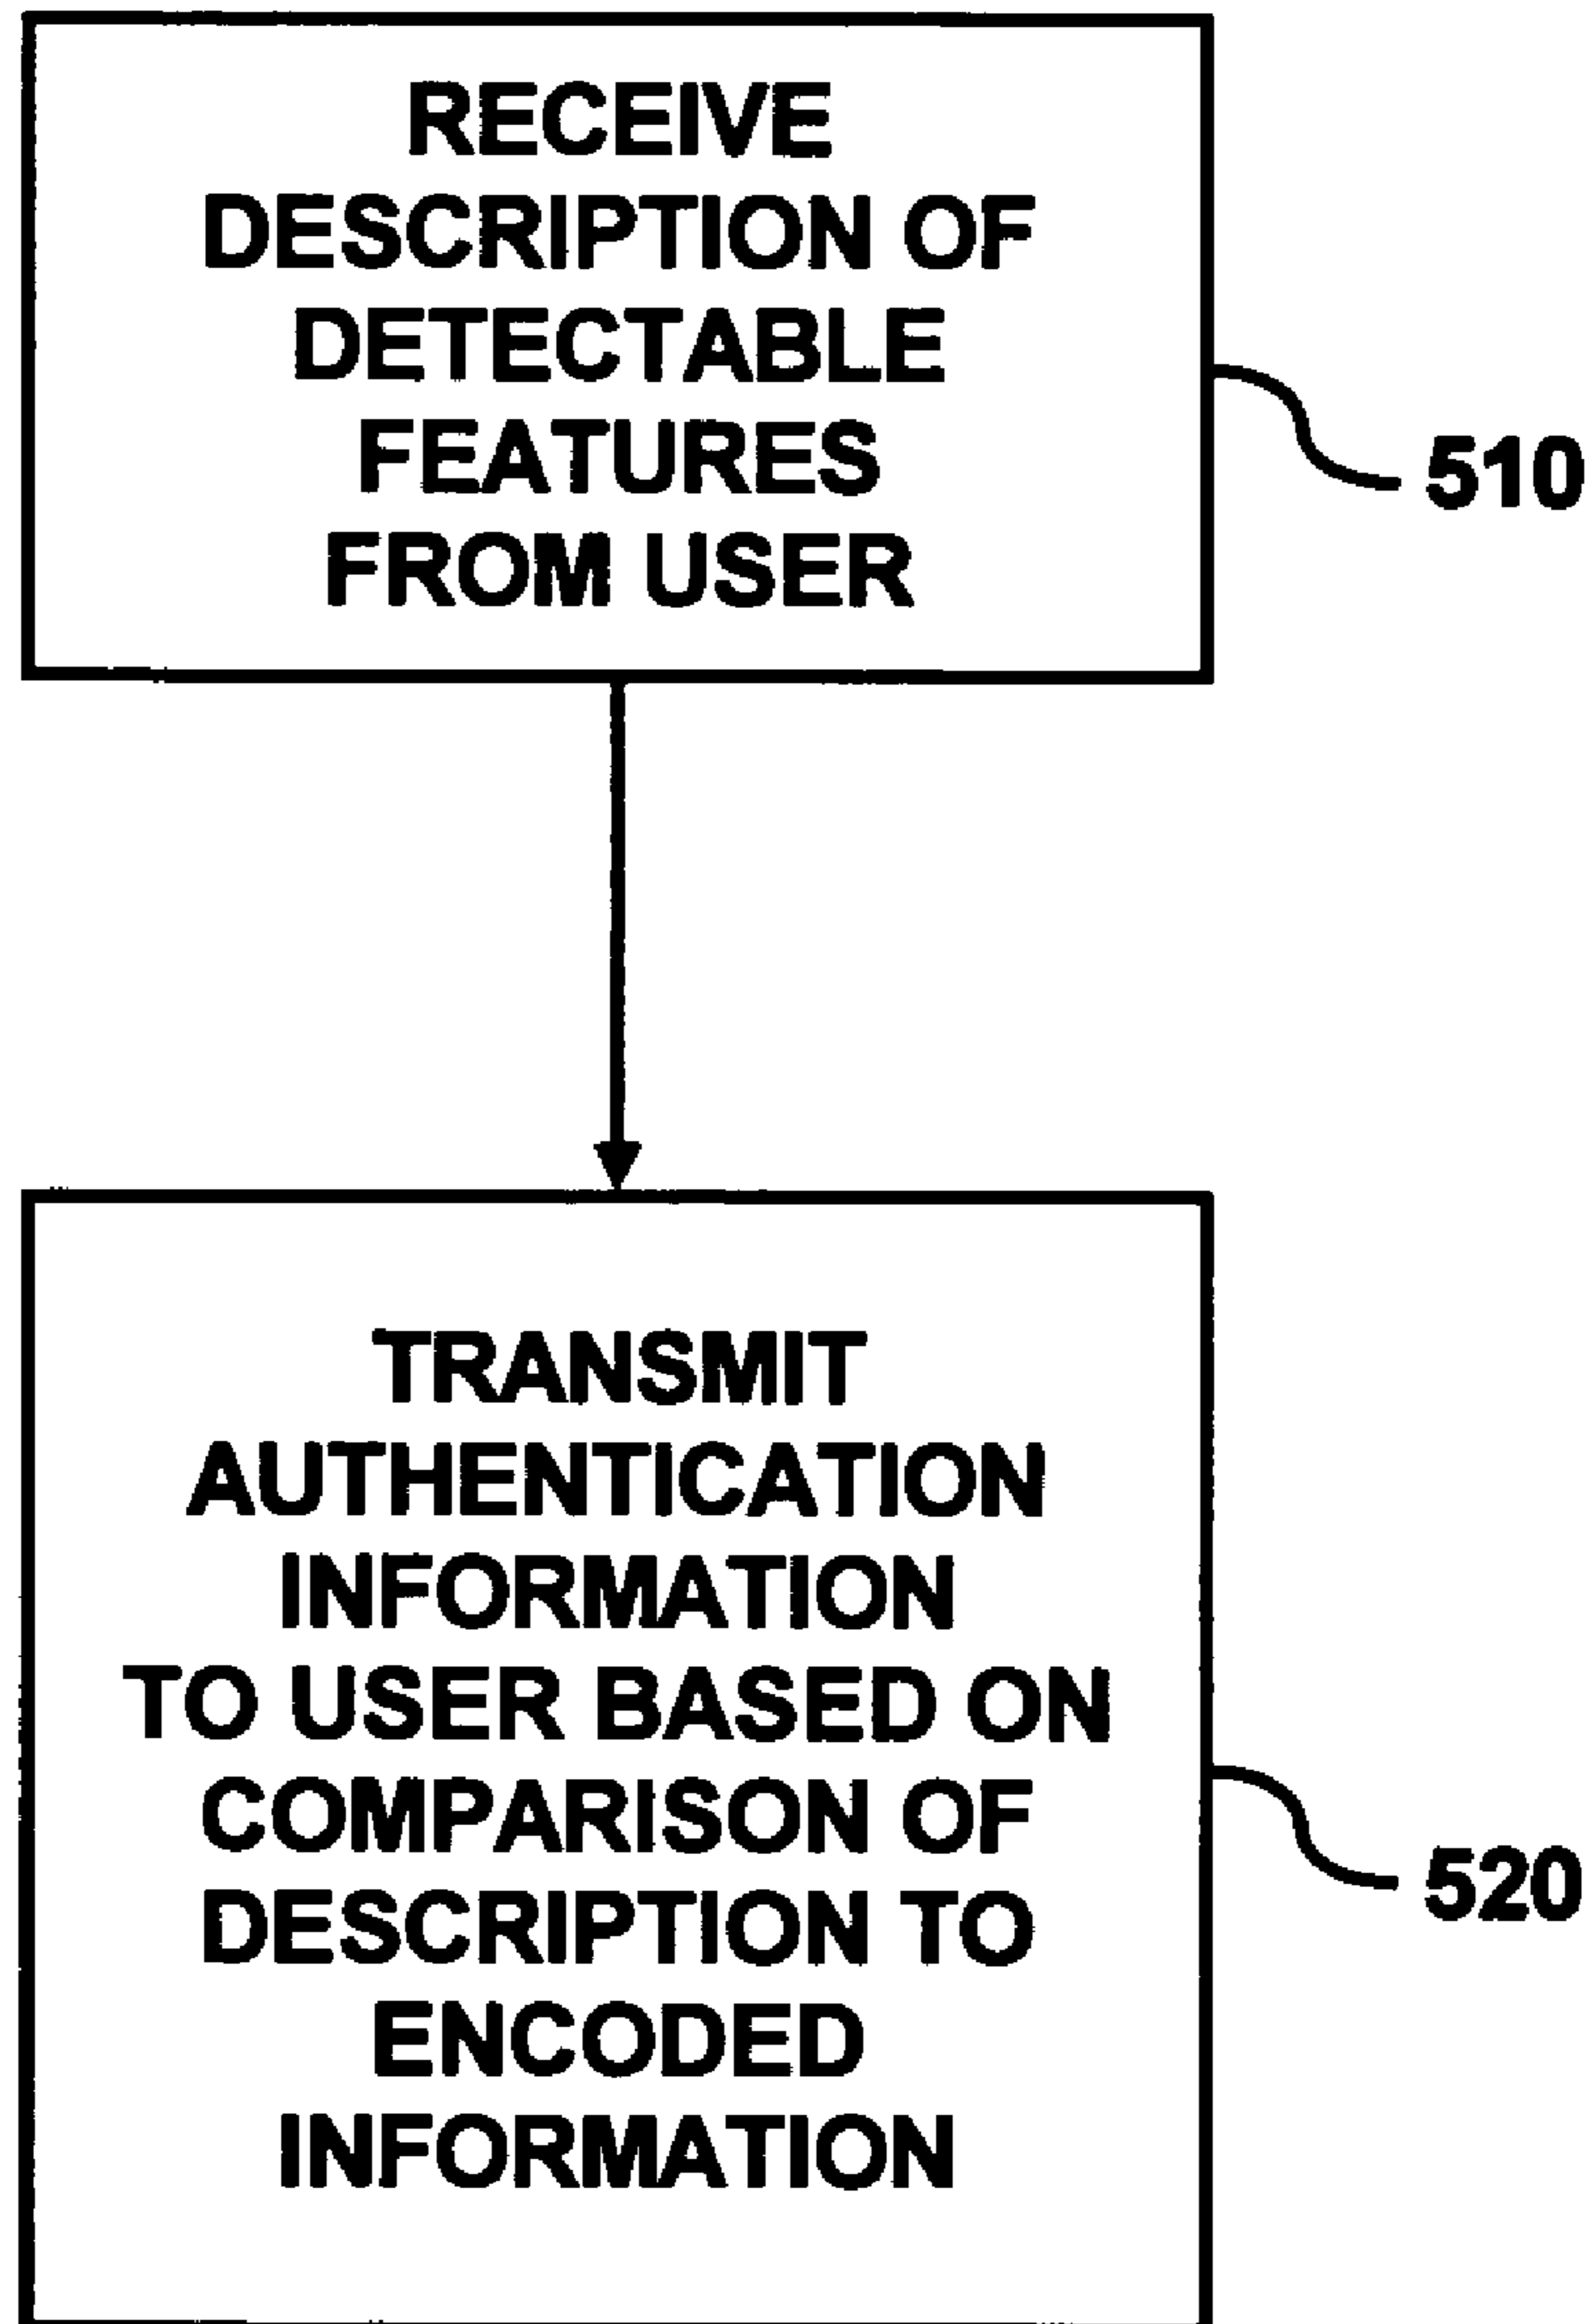 RECEIVE
DESCRIPTION OF
DETECTABLE
FEATURES
FROM USER
510
TRANSMIT
AUTHENTICATION
INFORMATION
TO USER BASED ON
COMPARISON OF
DESCRIPTION TO
ENCODED
INFORMATION
520